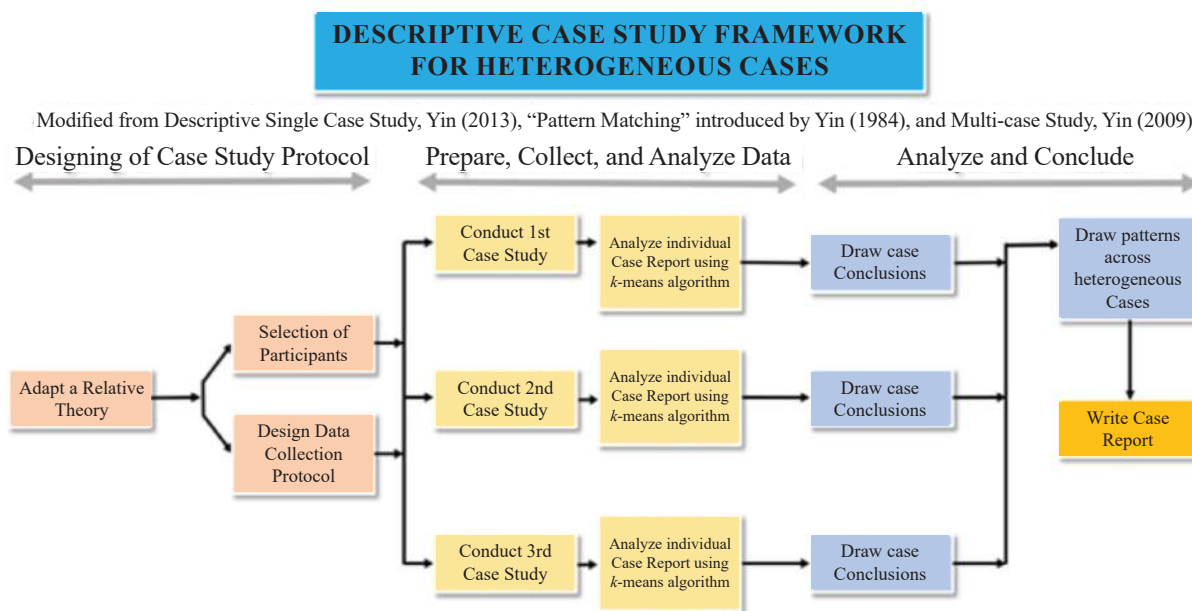 DESCRIPTIVE CASE STUDY FRAMEWORK
FOR HETEROGENEOUS CASES
Modified from Descriptive Single Case Study, Yin (2013), “Pattern Matching” introduced by Yin (1984), and Multi-case Study, Yin (2009)
Designing of Case Study Protocol
Prepare, Collect, and Analyze Data
Analyze and Conclude
Adapt a Relative
Theory
Selection of
Participants
Design Data
Collection
Protocol
Conduct 1st
Case Study
Analyze individual
Case Report using
k-means algorithm
Draw case
Conclusions
Conduct 2nd
Case Study
Analyze individual
Case Report using
k-means algorithm
Draw case
Conclusions
Conduct 3rd
Case Study
Analyze individual
Case Report using
k-means algorithm
Draw case
Conclusions
Draw patterns
across
heterogeneous
Cases
Write Case
Report